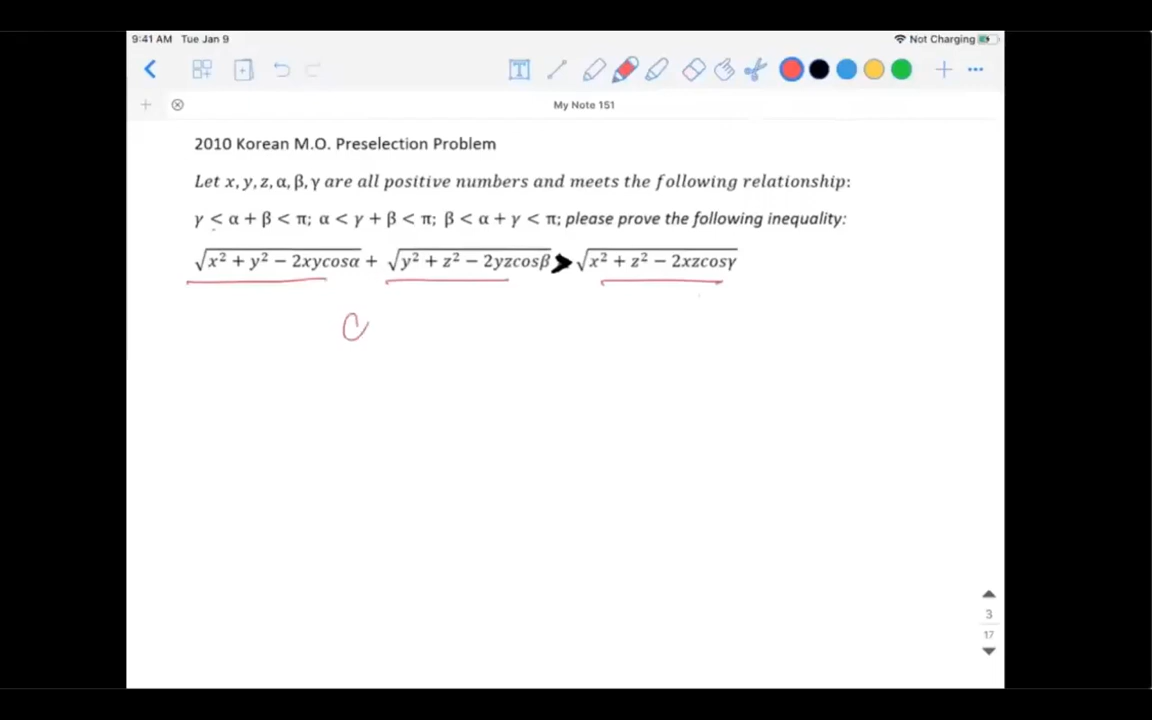 9:41 AM Tue Jan 9
Not Charging
My Note 151
2010 Korean M.O. Preselection Problem
Let x, y, z, α, β, γ are all positive numbers and meets the following relationship:
γ < α + β < π; α < γ + β < π; β < α + γ < π; please prove the following inequality:
√x² + y² − 2xycosα + √y² + z² − 2yzcosβ > √x² + z² − 2xzcosγ
C
3
17